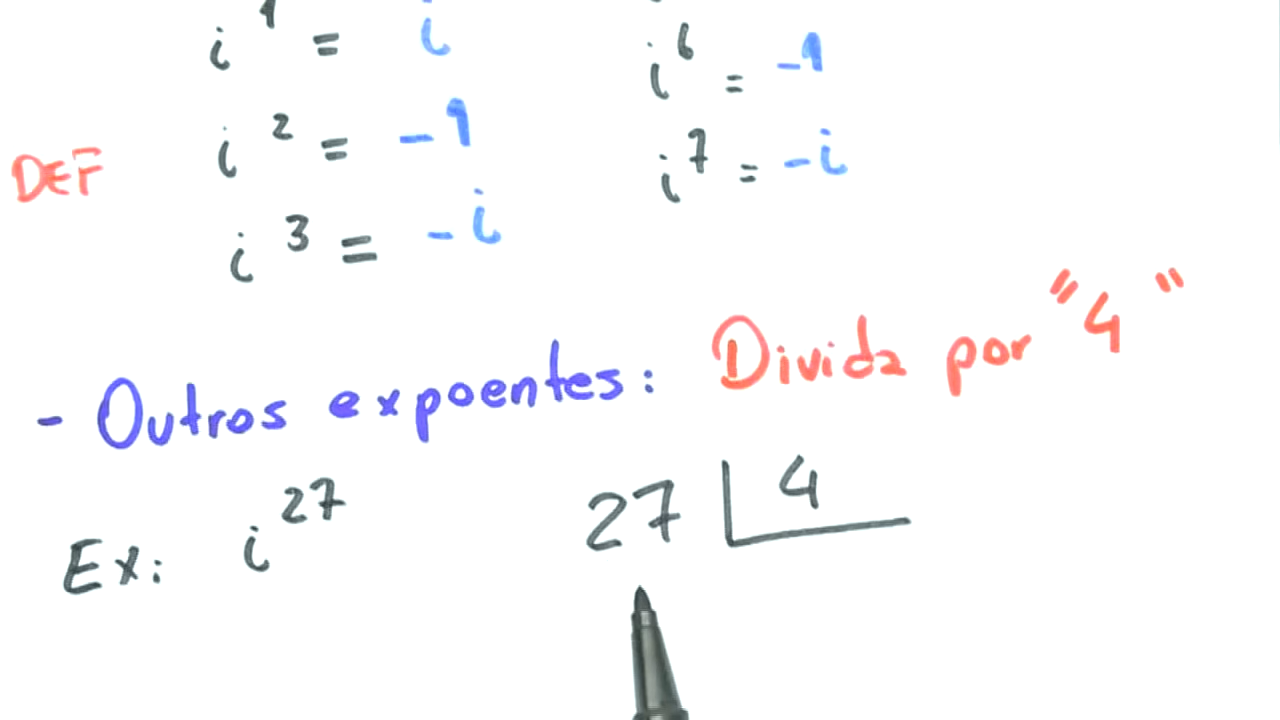 i¹ = i
i² = -1
DEF
i³ = -i
i⁶ = -1
i⁷ = -i
- Outros expoentes: Divida por "4"
Ex: i²⁷ 27 4